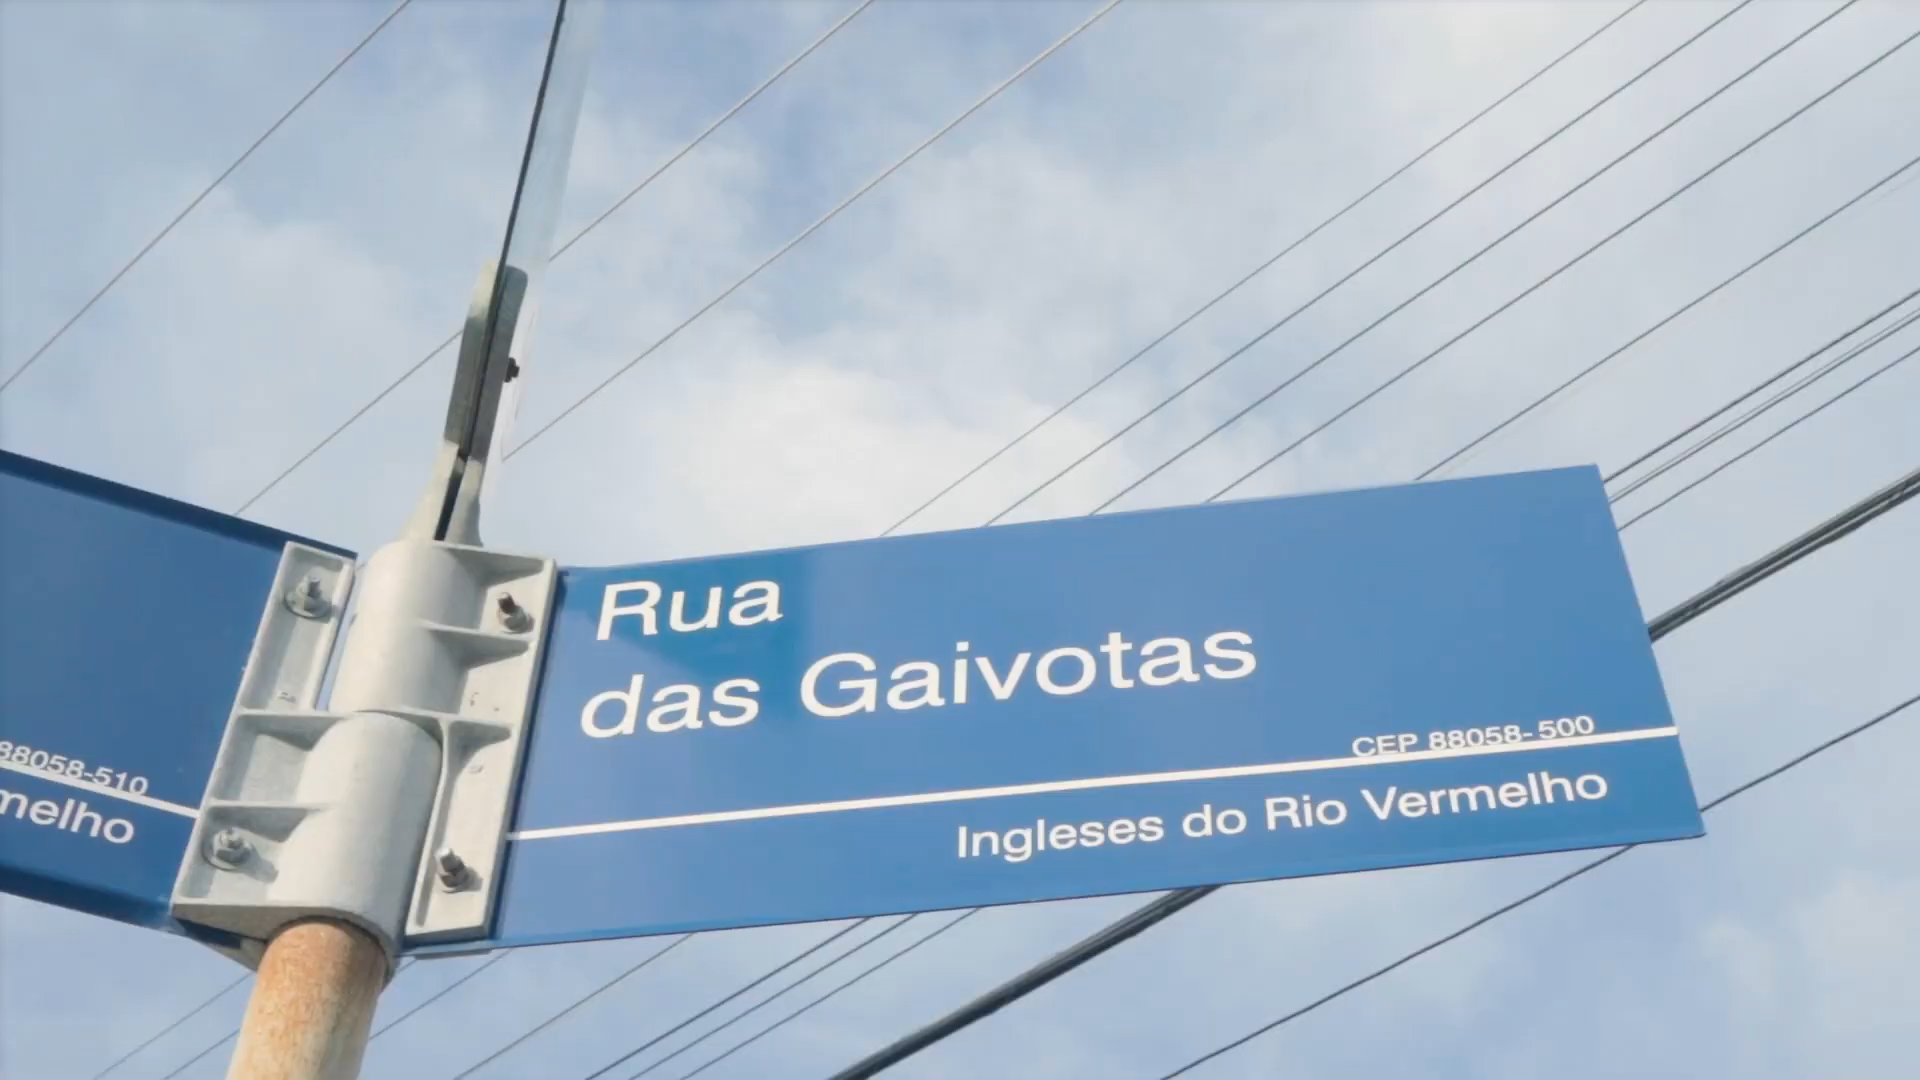 Rua
das Gaivotas
CEP 88058-500
Ingleses do Rio Vermelho
88058-510
melho